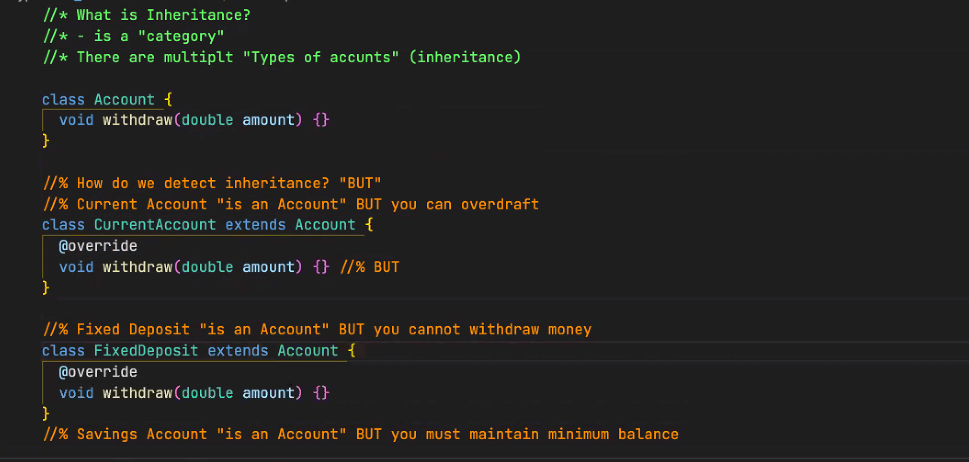 //* What is Inheritance?
//* - is a "category"
//* There are multiplt "Types of accunts" (inheritance)
class Account {
void withdraw(double amount) {}
}
//% How do we detect inheritance? "BUT"
//% Current Account "is an Account" BUT you can overdraft
class CurrentAccount extends Account {
@override
void withdraw(double amount) {} //% BUT
}
//% Fixed Deposit "is an Account" BUT you cannot withdraw money
class FixedDeposit extends Account {
@override
void withdraw(double amount) {}
}
//% Savings Account "is an Account" BUT you must maintain minimum balance